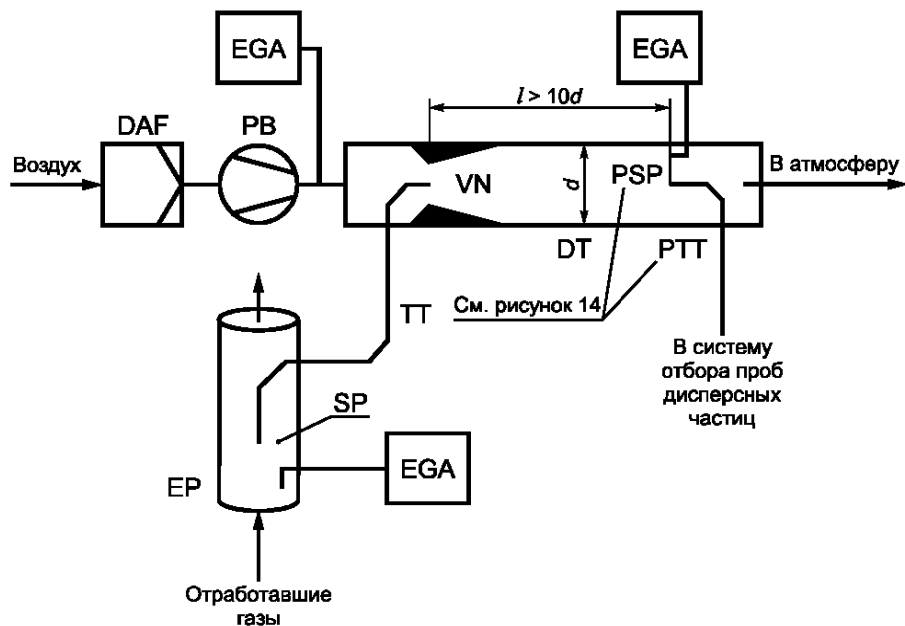 EGA
EGA
l > 10d
DAF
PB
Воздух
VN
d
PSP
В атмосферу
DT
PTT
См. рисунок 14
TT
В систему
отбора проб
дисперсных
частиц
SP
EGA
EP
Отработавшие
газы